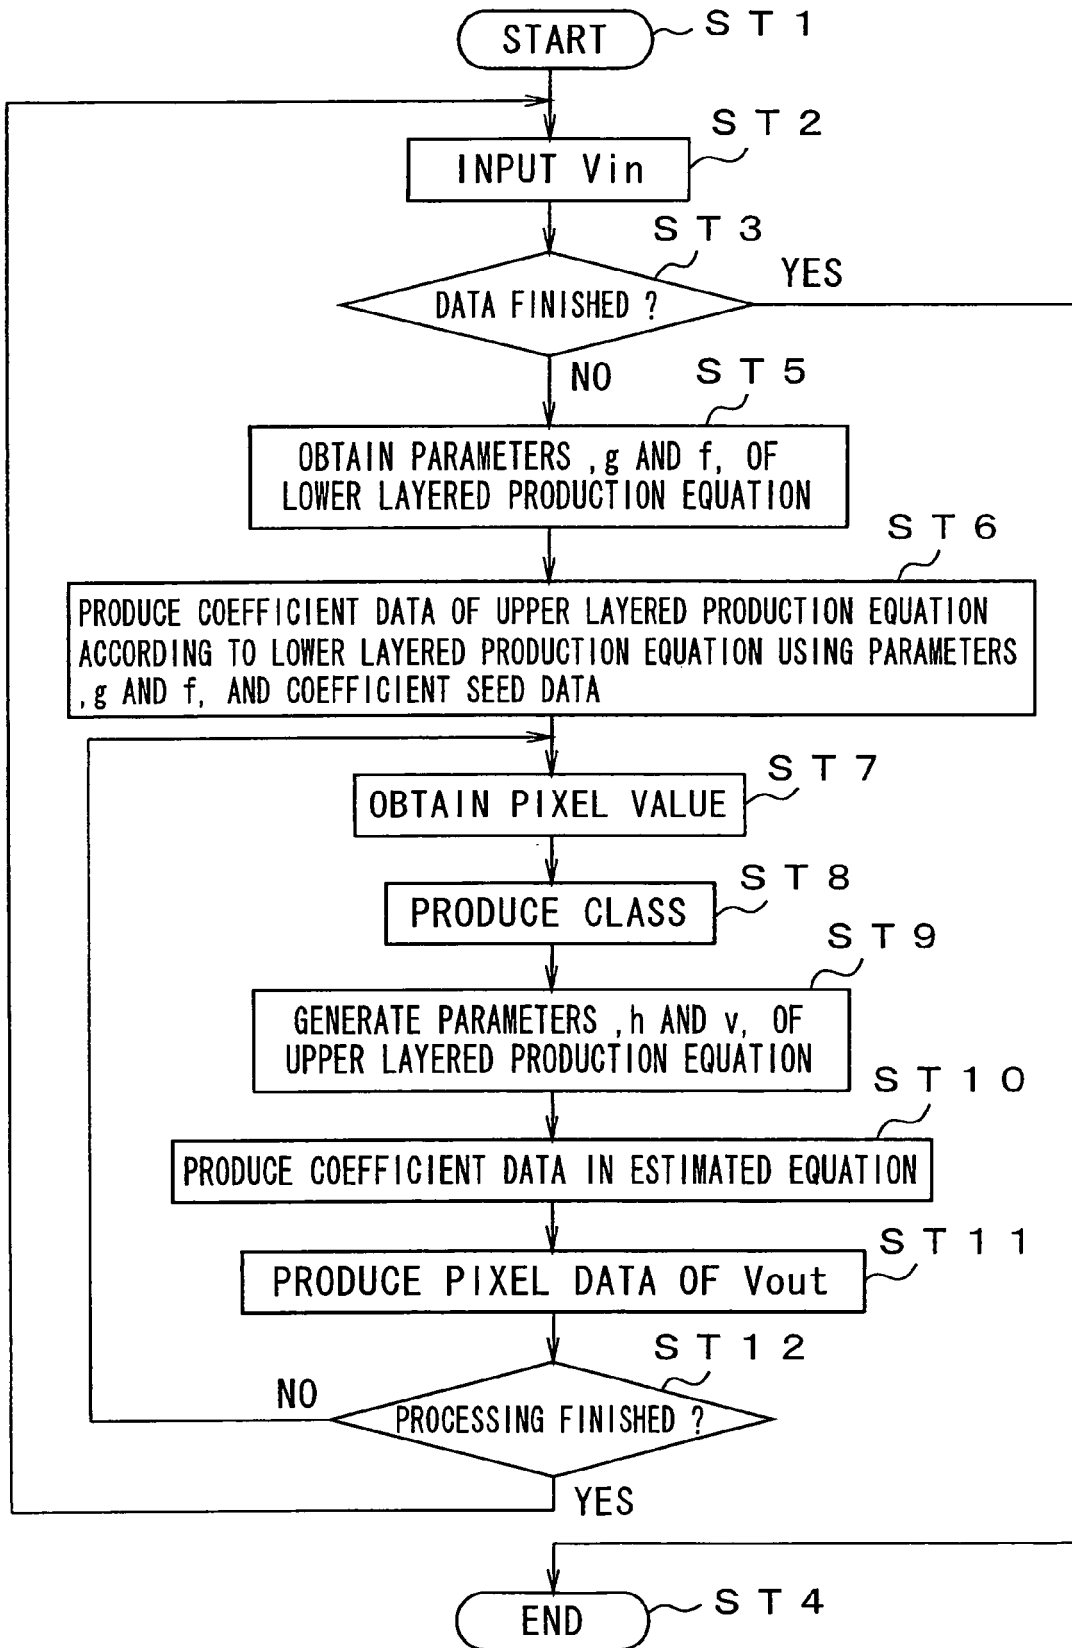 START
ST1
INPUT Vin
ST2
DATA FINISHED ?
ST3
YES
NO
OBTAIN PARAMETERS ,g AND f, OF
LOWER LAYERED PRODUCTION EQUATION
ST5
PRODUCE COEFFICIENT DATA OF UPPER LAYERED PRODUCTION EQUATION
ACCORDING TO LOWER LAYERED PRODUCTION EQUATION USING PARAMETERS
,g AND f, AND COEFFICIENT SEED DATA
ST6
OBTAIN PIXEL VALUE
ST7
PRODUCE CLASS
ST8
GENERATE PARAMETERS ,h AND v, OF
UPPER LAYERED PRODUCTION EQUATION
ST9
PRODUCE COEFFICIENT DATA IN ESTIMATED EQUATION
ST10
PRODUCE PIXEL DATA OF Vout
ST11
PROCESSING FINISHED ?
ST12
NO
YES
END
ST4